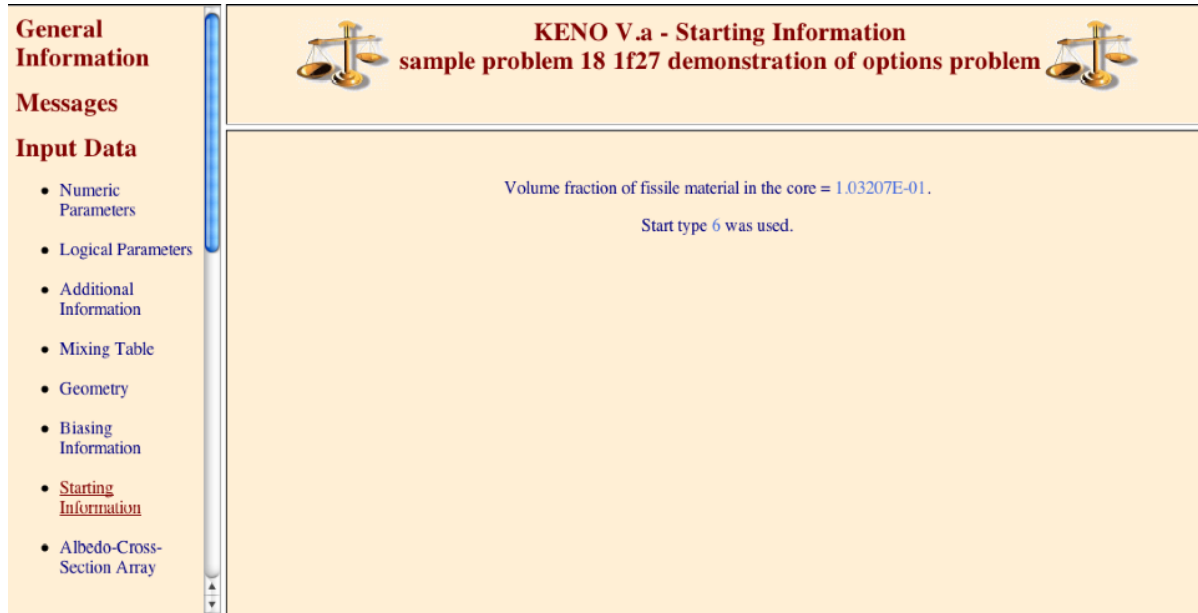 General
Information
Messages
Input Data
Numeric
Parameters
Logical Parameters
Additional
Information
Mixing Table
Geometry
Biasing
Information
Starting
Information
Albedo-Cross-
Section Array
KENO V.a - Starting Information
sample problem 18 1f27 demonstration of options problem
Volume fraction of fissile material in the core = 1.03207E-01.
Start type 6 was used.